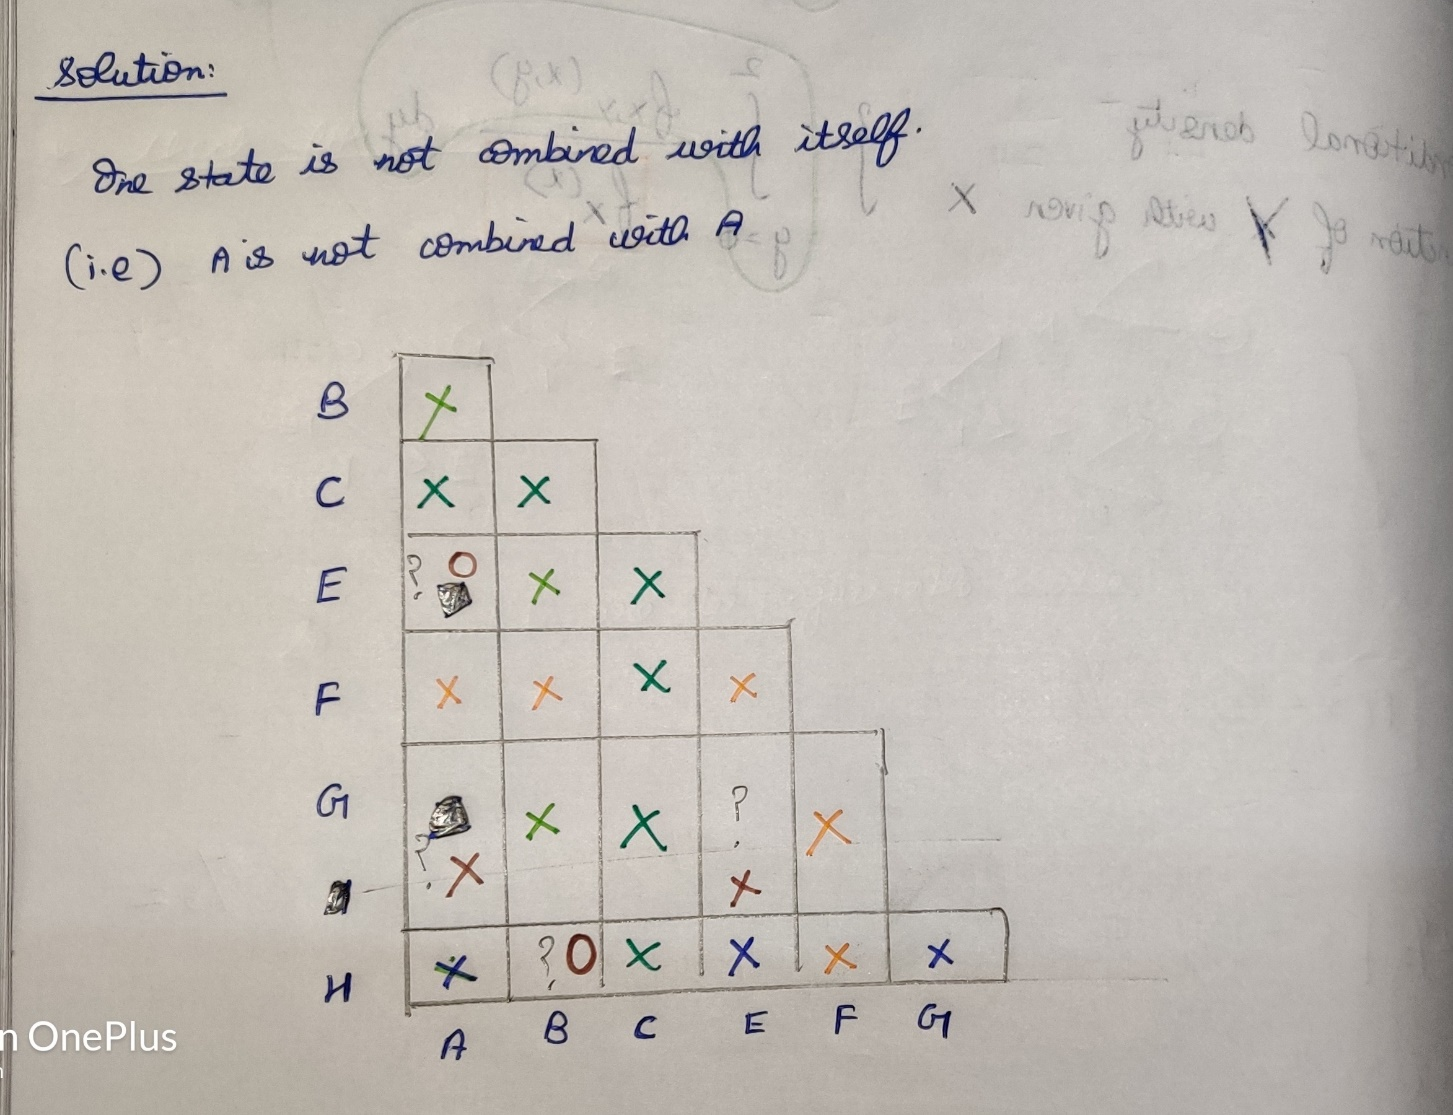 Solution:
One state is not combined with itself.
(i.e) A is not combined with A
B X
C X X
E ? O X X
F X X X X
G ? X X X ? X X
H X ? O X X X X
A B C E F G
n OnePlus